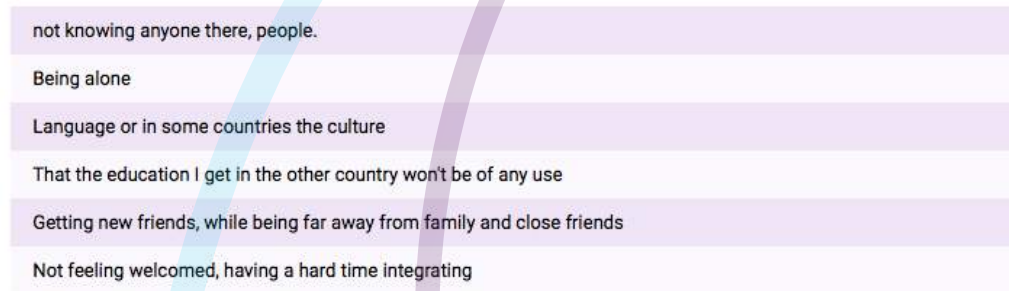 not knowing anyone there, people.
Being alone
Language or in some countries the culture
That the education I get in the other country won't be of any use
Getting new friends, while being far away from family and close friends
Not feeling welcomed, having a hard time integrating